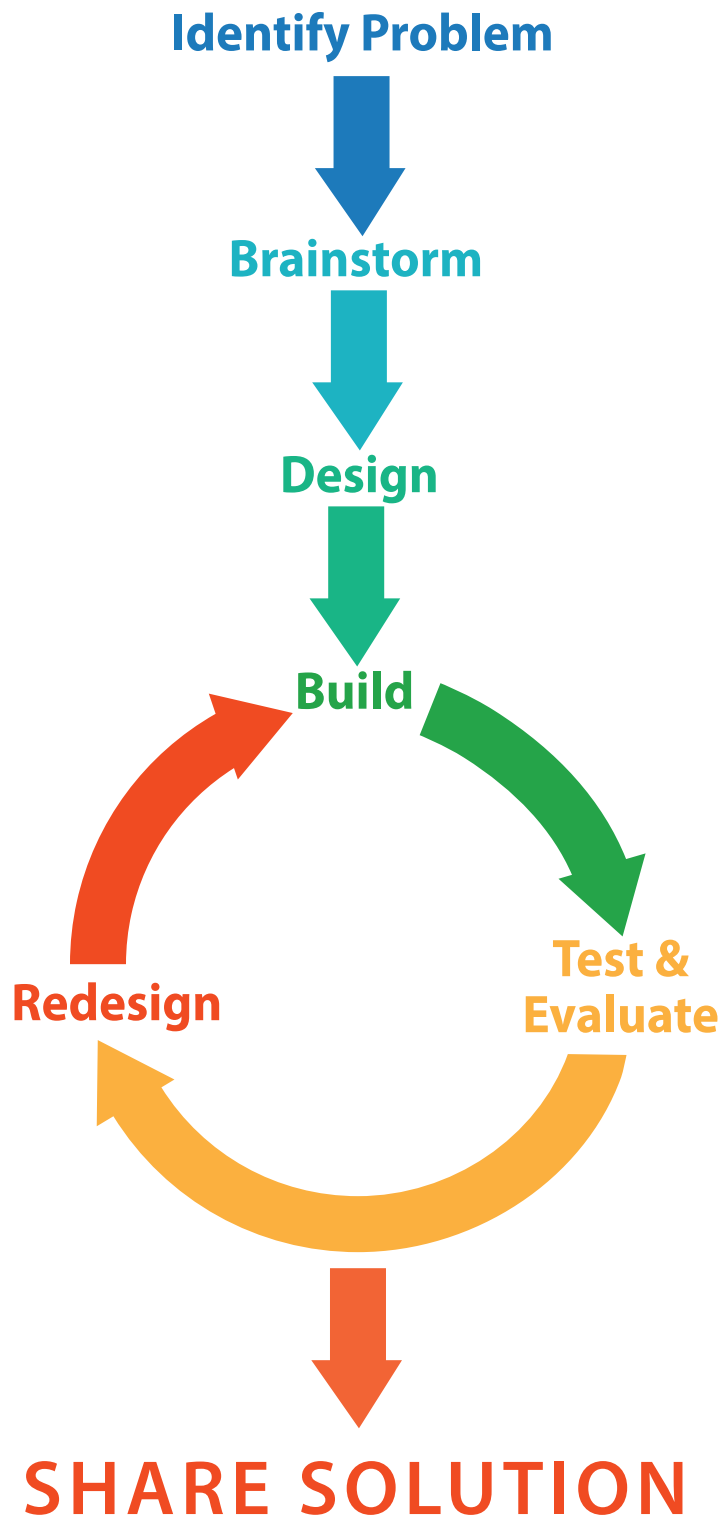 Identify Problem
Brainstorm
Design
Build
Test &
Evaluate
Redesign
SHARE SOLUTION